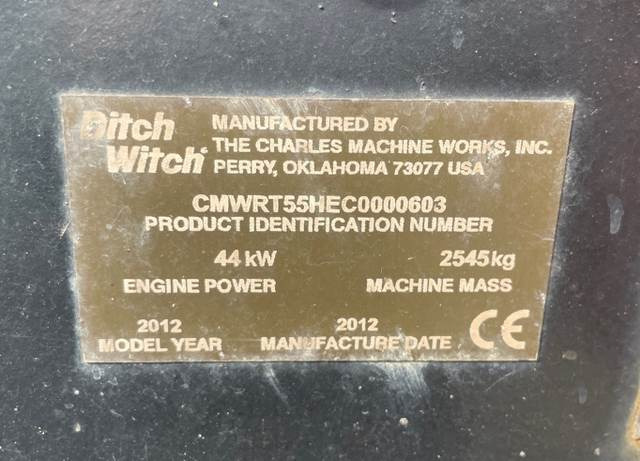 Ditch Witch
MANUFACTURED BY
THE CHARLES MACHINE WORKS, INC.
PERRY, OKLAHOMA 73077 USA
CMWRT55HEC0000603
PRODUCT IDENTIFICATION NUMBER
44 kW 2545kg
ENGINE POWER MACHINE MASS
2012 2012
MODEL YEAR MANUFACTURE DATE CE